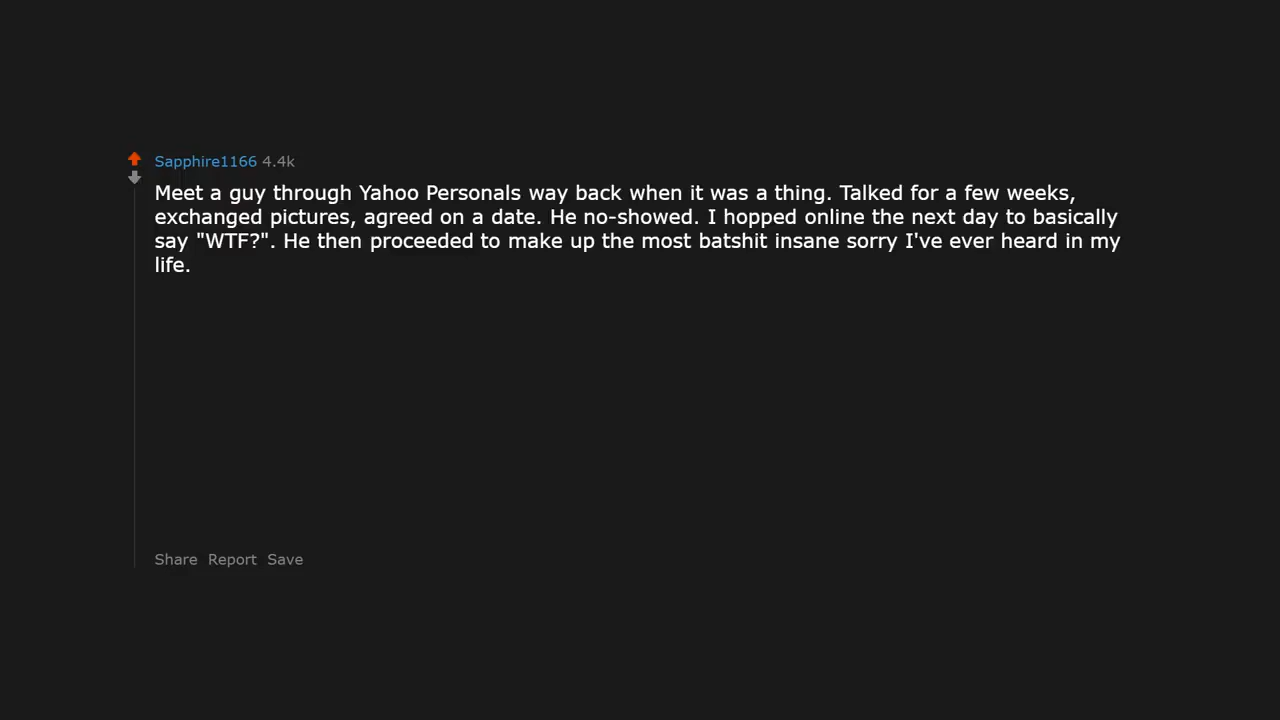 Sapphire1166 4.4k
Meet a guy through Yahoo Personals way back when it was a thing. Talked for a few weeks,
exchanged pictures, agreed on a date. He no-showed. I hopped online the next day to basically
say "WTF?". He then proceeded to make up the most batshit insane sorry I've ever heard in my
life.
Share Report Save